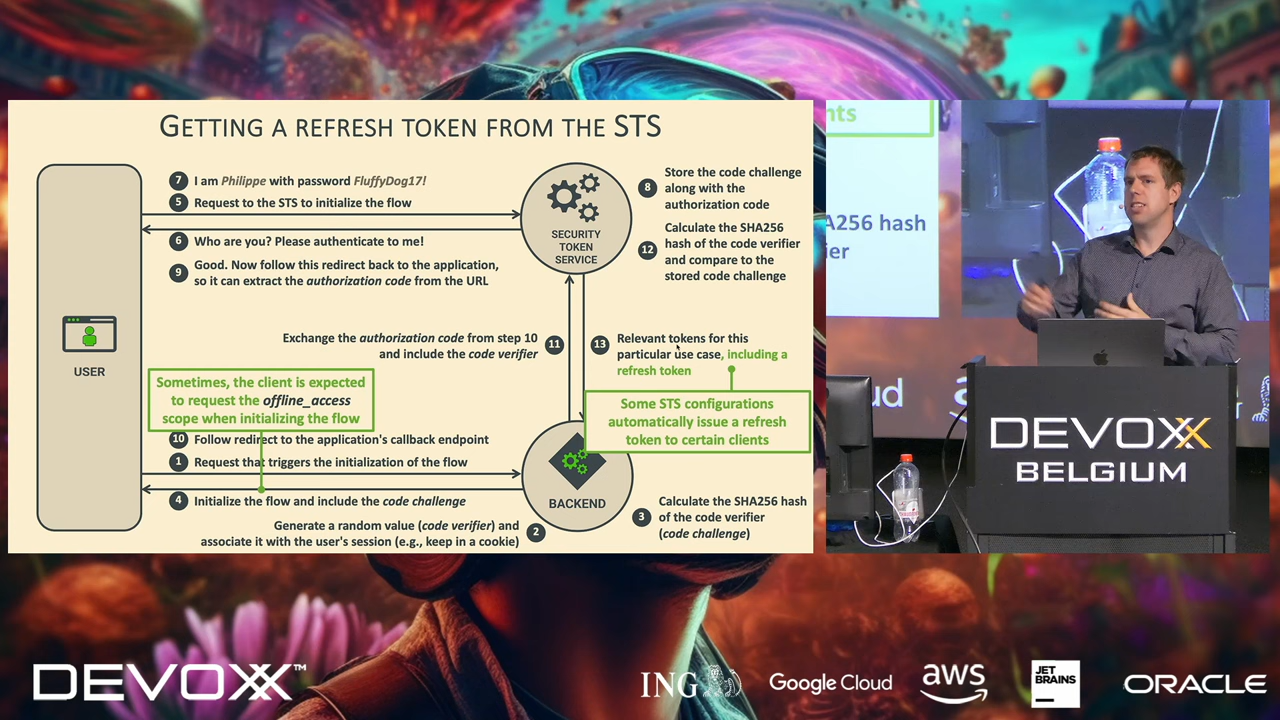 GETTING A REFRESH TOKEN FROM THE STS
7 I am Philippe with password FluffyDog17!
5 Request to the STS to initialize the flow
6 Who are you? Please authenticate to me!
9 Good. Now follow this redirect back to the application,
so it can extract the authorization code from the URL
SECURITY
TOKEN
SERVICE
8 Store the code challenge
along with the
authorization code
12 Calculate the SHA256
hash of the code verifier
and compare to the
stored code challenge
USER
Exchange the authorization code from step 10
and include the code verifier
11
13 Relevant tokens for this
particular use case, including a
refresh token
Sometimes, the client is expected
to request the offline_access
scope when initializing the flow
Some STS configurations
automatically issue a refresh
token to certain clients
10 Follow redirect to the application's callback endpoint
1 Request that triggers the initialization of the flow
4 Initialize the flow and include the code challenge
Generate a random value (code verifier) and
associate it with the user's session (e.g., keep in a cookie)
2
BACKEND
3 Calculate the SHA256 hash
of the code verifier
(code challenge)
nts
A256 hash
ier
ud
DEVOXX
BELGIUM
DEVOXX™
ING
Google Cloud
aws
JET
BRAINS
ORACLE